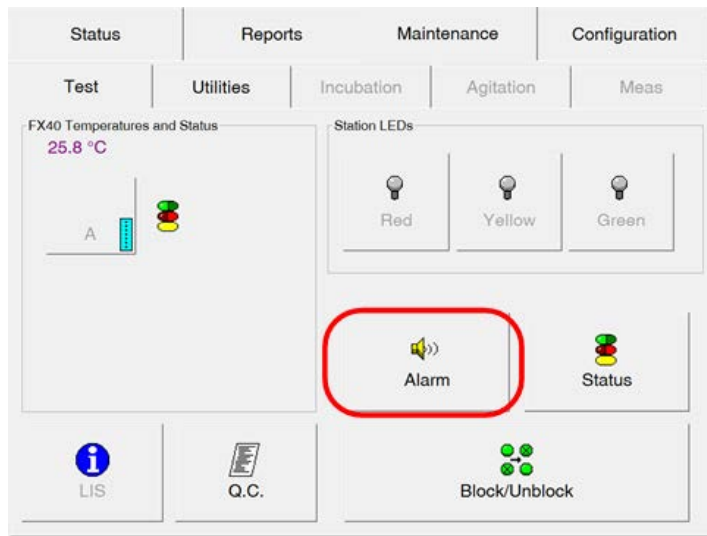 Status
Reports
Maintenance
Configuration
Test
Utilities
Incubation
Agitation
Meas
FX40 Temperatures and Status
25.8 °C
A
Station LEDs
Red
Yellow
Green
Alarm
Status
LIS
Q.C.
Block/Unblock